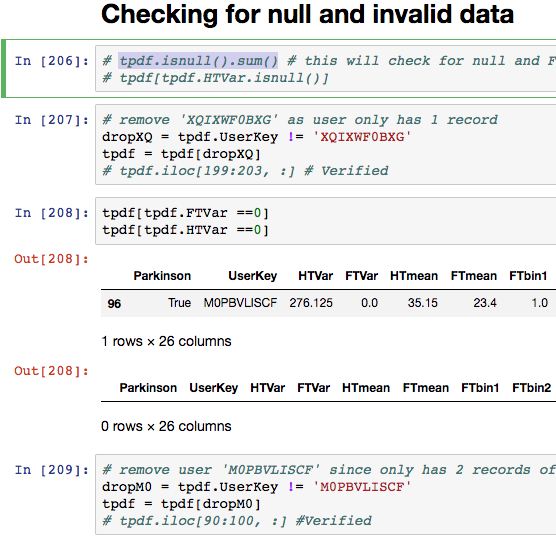 Checking for null and invalid data
In [206]: # tpdf.isnull().sum() # this will check for null and F
# tpdf[tpdf.HTVar.isnull()]
In [207]: # remove 'XQIXWF0BXG' as user only has 1 record
dropXQ = tpdf.UserKey != 'XQIXWF0BXG'
tpdf = tpdf[dropXQ]
# tpdf.iloc[199:203, :] # Verified
In [208]: tpdf[tpdf.FTVar ==0]
tpdf[tpdf.HTVar ==0]
Out[208]:
Parkinson UserKey HTVar FTVar HTmean FTmean FTbin1
96 True M0PBVLISCF 276.125 0.0 35.15 23.4 1.0
1 rows × 26 columns
Out[208]:
Parkinson UserKey HTVar FTVar HTmean FTmean FTbin1 FTbin2
0 rows × 26 columns
In [209]: # remove user 'M0PBVLISCF' since only has 2 records of
dropM0 = tpdf.UserKey != 'M0PBVLISCF'
tpdf = tpdf[dropM0]
# tpdf.iloc[90:100, :] #Verified